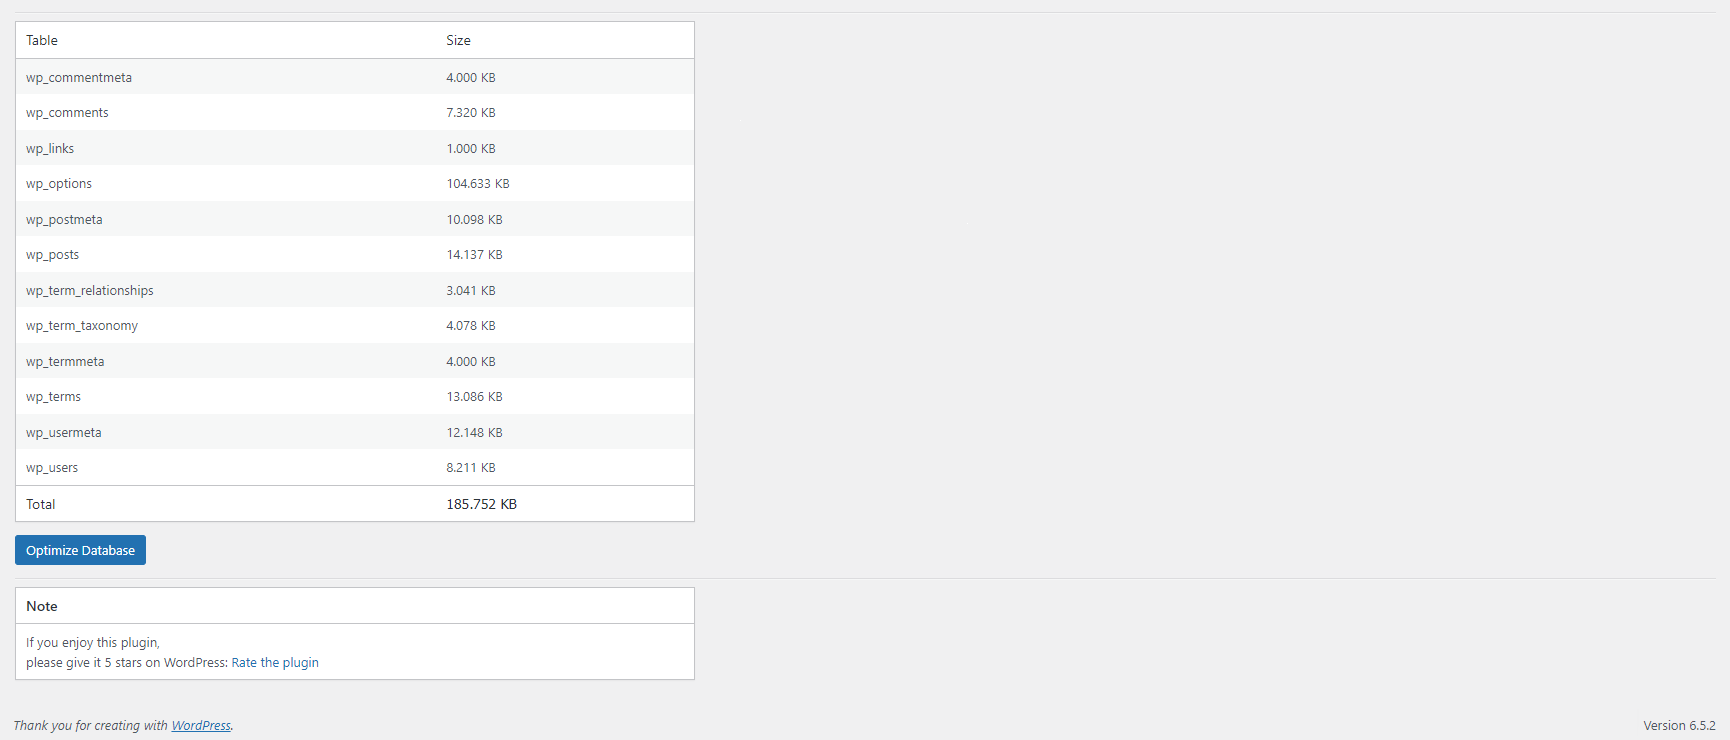 Table Size
wp_commentmeta 4.000 KB
wp_comments 7.320 KB
wp_links 1.000 KB
wp_options 104.633 KB
wp_postmeta 10.098 KB
wp_posts 14.137 KB
wp_term_relationships 3.041 KB
wp_term_taxonomy 4.078 KB
wp_termmeta 4.000 KB
wp_terms 13.086 KB
wp_usermeta 12.148 KB
wp_users 8.211 KB
Total 185.752 KB
Optimize Database
Note
If you enjoy this plugin,
please give it 5 stars on WordPress: Rate the plugin
Thank you for creating with WordPress. Version 6.5.2